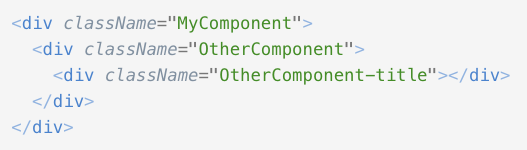 <div className="MyComponent">
  <div className="OtherComponent">
    <div className="OtherComponent-title"></div>
  </div>
</div>